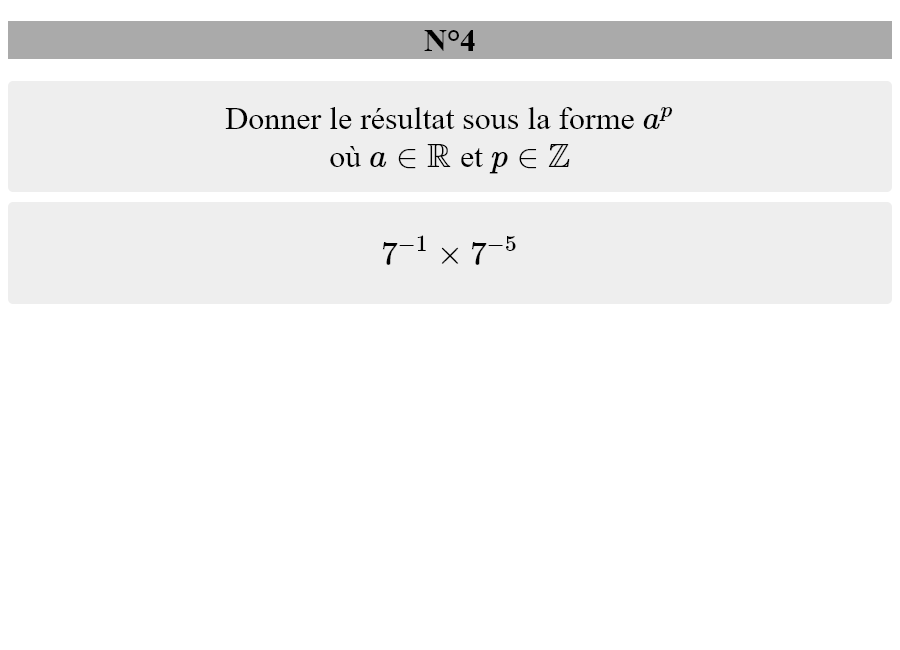 N°4
Donner le résultat sous la forme $a^p$
où $a \in \mathbb{R}$ et $p \in \mathbb{Z}$
$7^{-1} \times 7^{-5}$